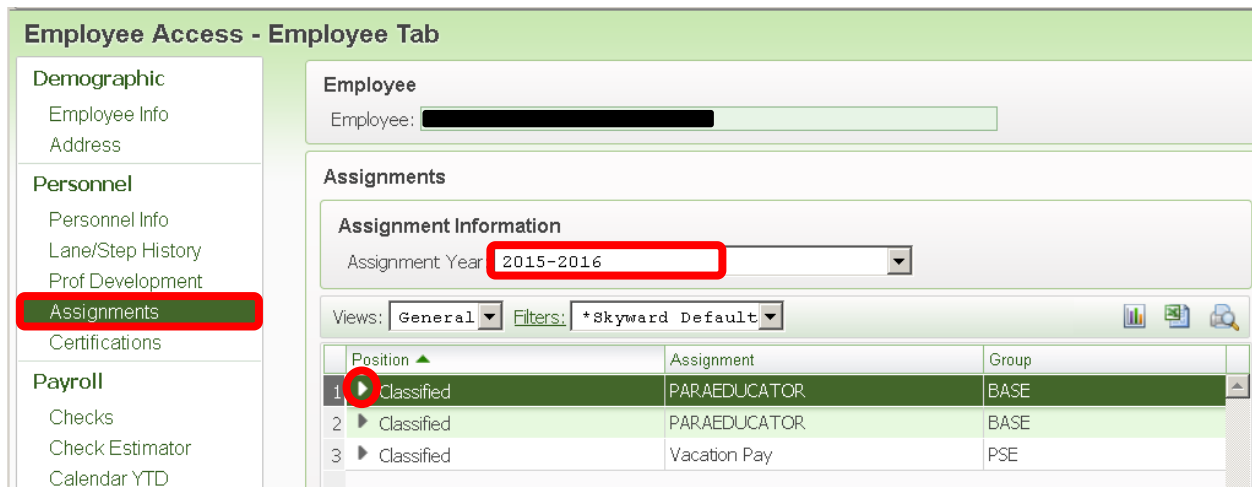 Employee Access - Employee Tab
Demographic
Employee Info
Address
Personnel
Personnel Info
Lane/Step History
Prof Development
Assignments
Certifications
Payroll
Checks
Check Estimator
Calendar YTD
Employee
Employee:
Assignments
Assignment Information
Assignment Year 2015-2016
Views: General Filters: *Skyward Default
Position Assignment Group
1 Classified PARAEDUCATOR BASE
2 Classified PARAEDUCATOR BASE
3 Classified Vacation Pay PSE